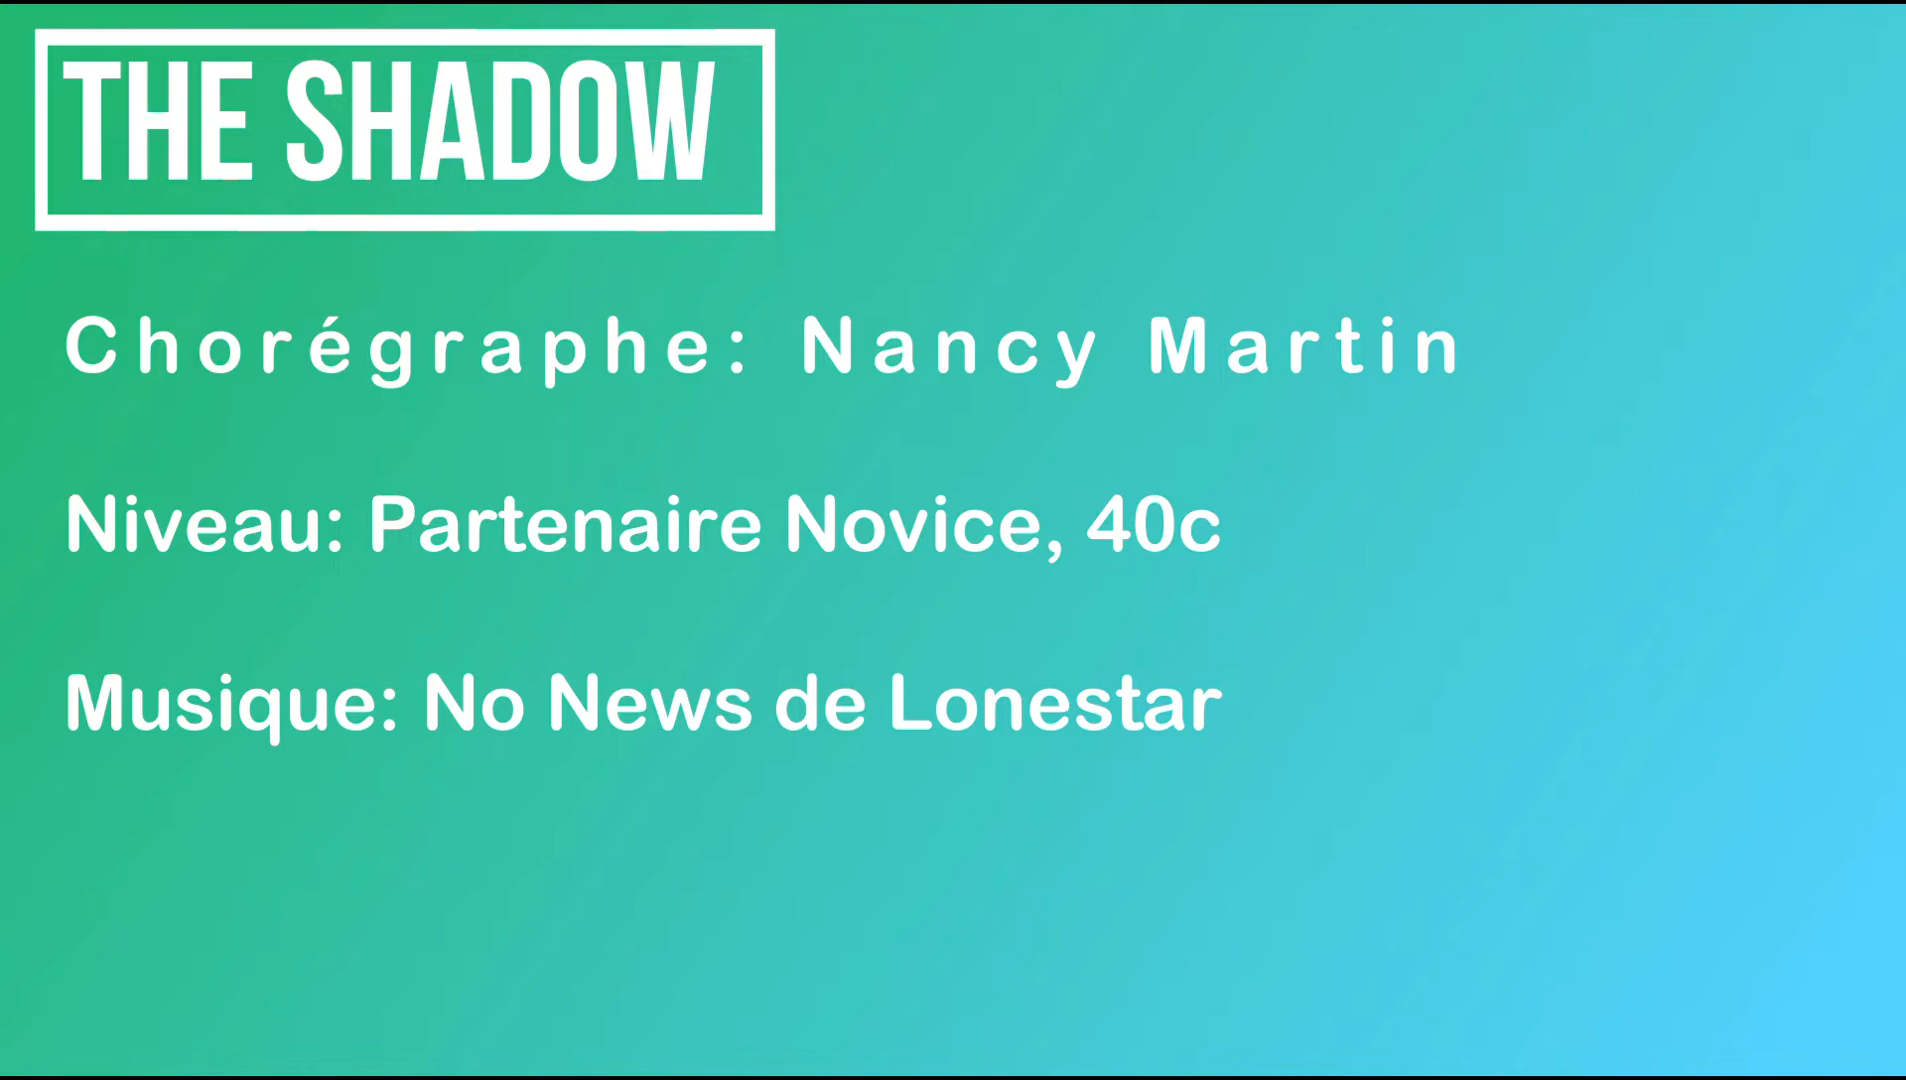 THE SHADOW
Chorégraphe: Nancy Martin
Niveau: Partenaire Novice, 40c
Musique: No News de Lonestar